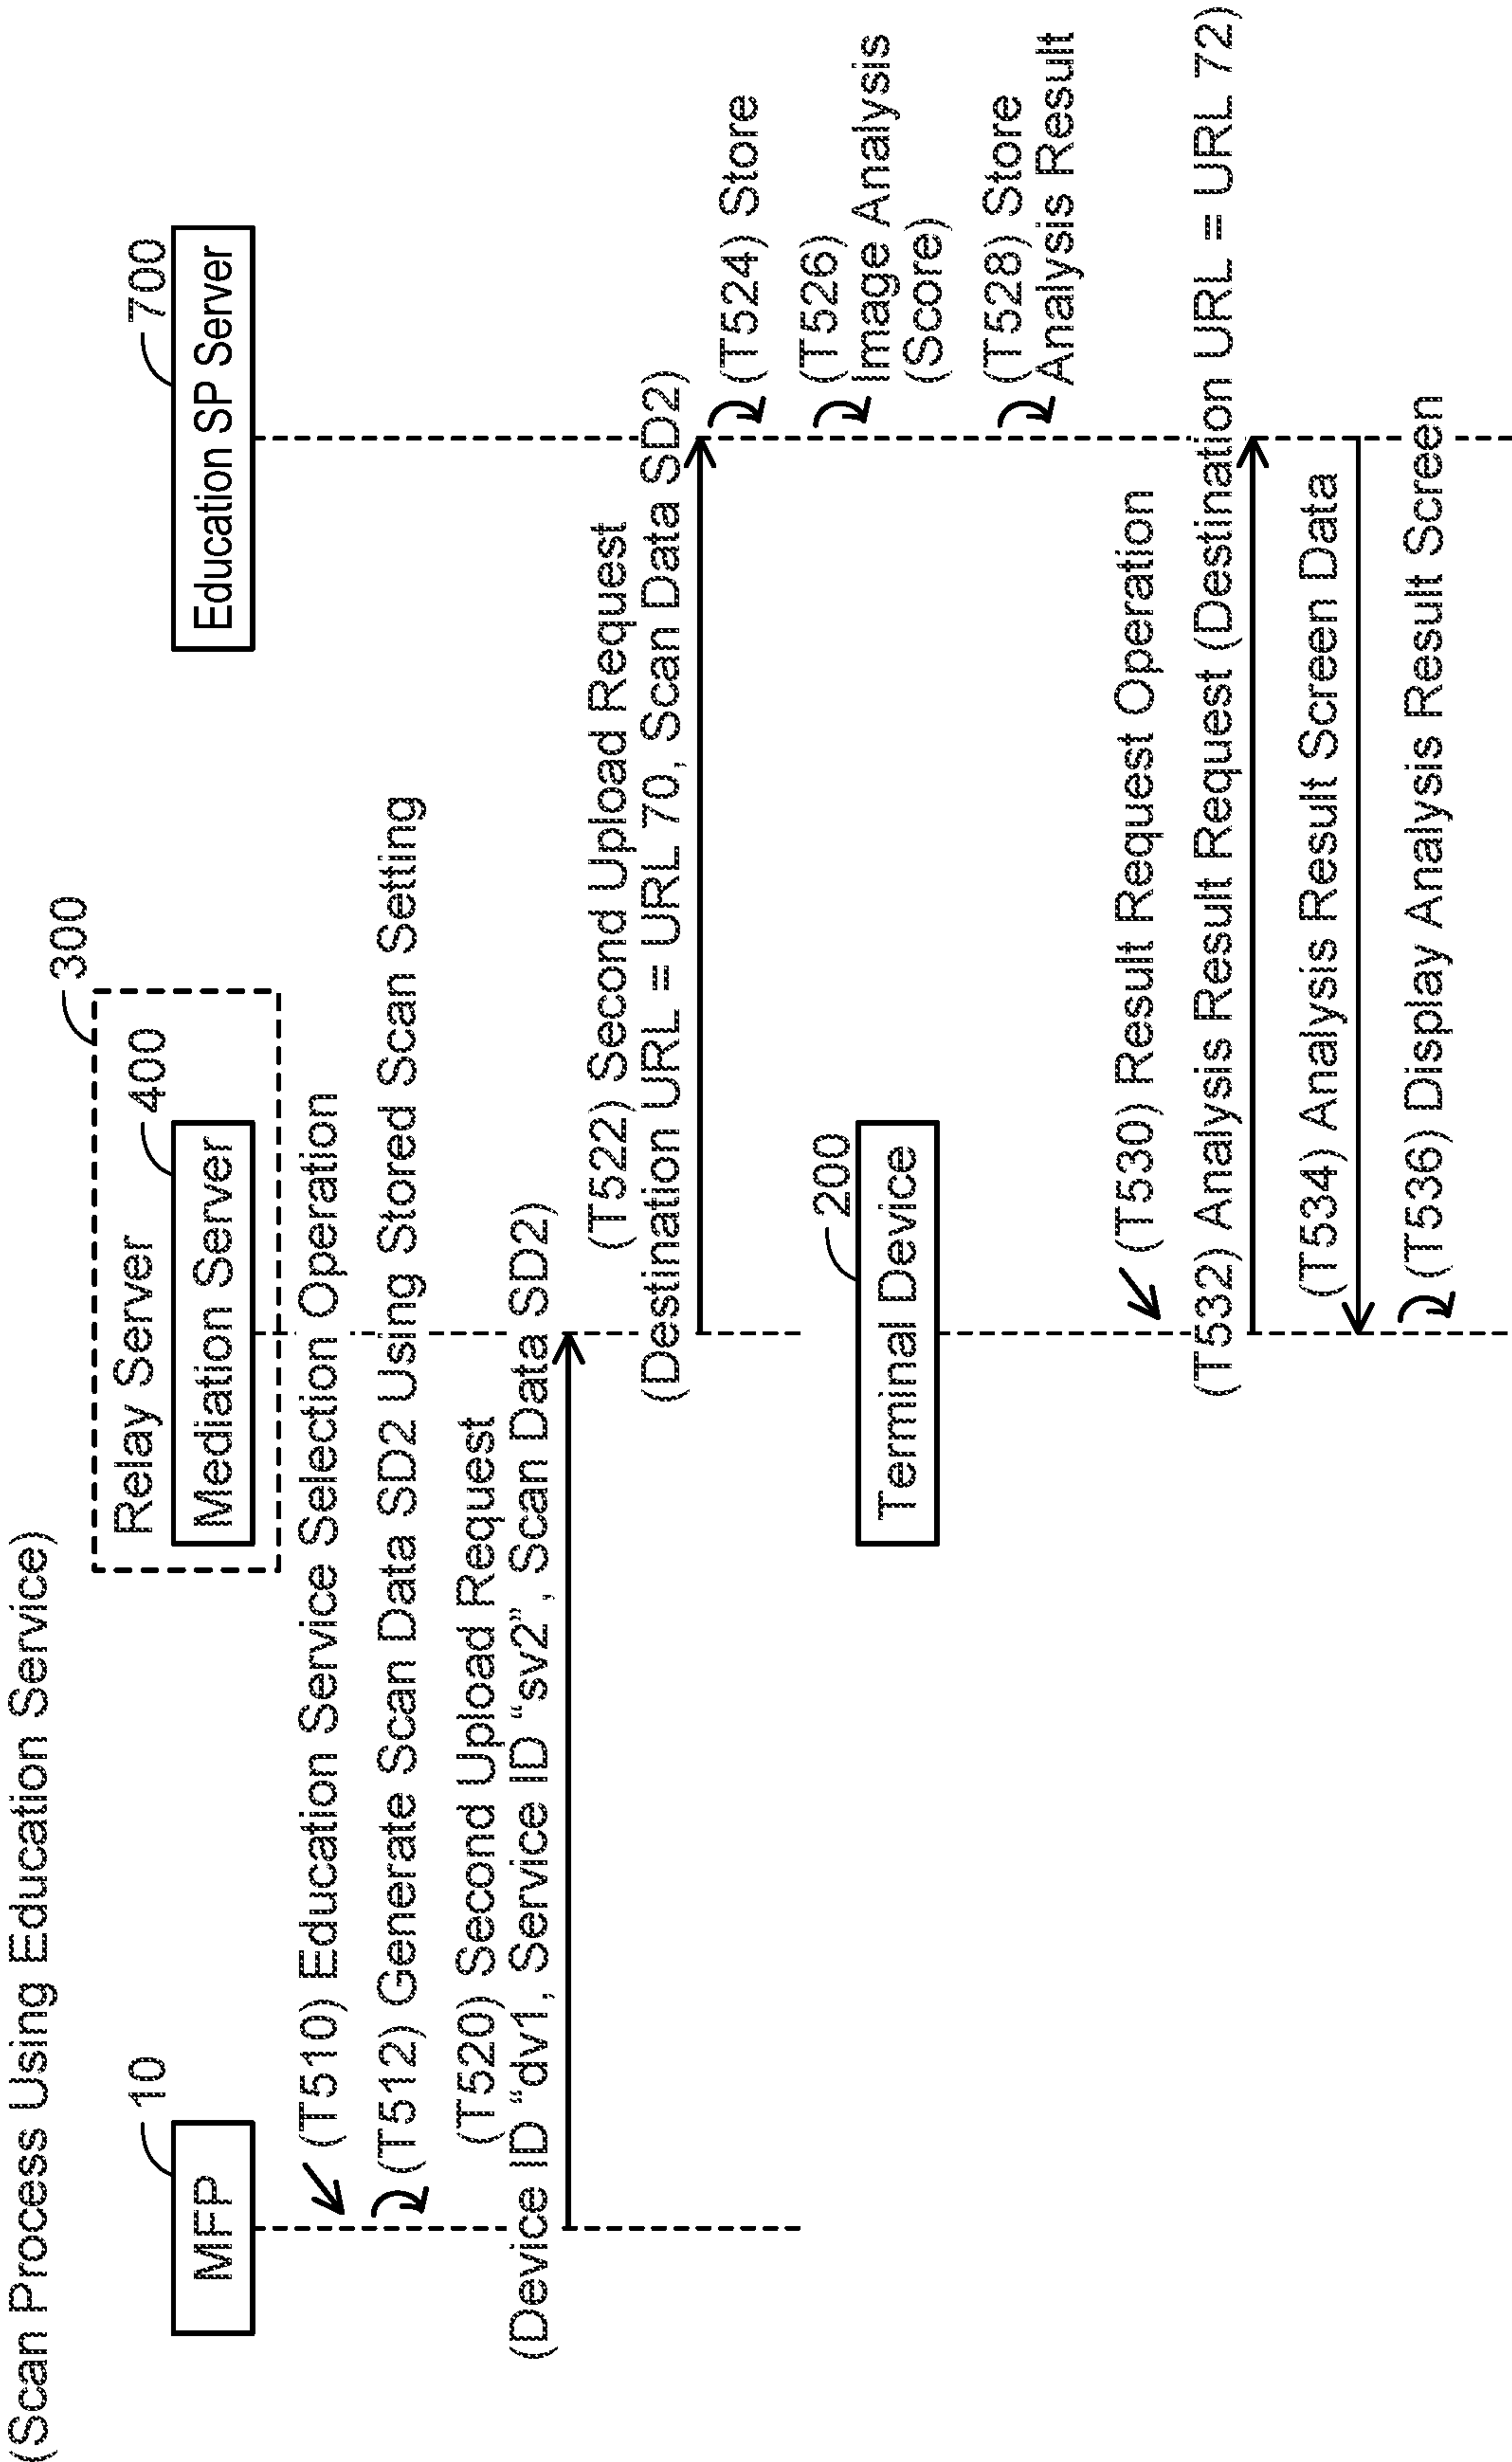 (Scan Process Using Education Service)
300
Relay Server
10
400
700
MFP
Mediation Server
Education SP Server
(T510) Education Service Selection Operation
(T512) Generate Scan Data SD2 Using Stored Scan Setting
(T520) Second Upload Request
(Device ID “dv1, Service ID “sv2”, Scan Data SD2)
(T522) Second Upload Request
(Destination URL = URL 70, Scan Data SD2)
(T524) Store
(T526)
Image Analysis
(Score)
200
Terminal Device
(T528) Store
Analysis Result
(T530) Result Request Operation
(T532) Analysis Result Request (Destination URL = URL 72)
(T534) Analysis Result Screen Data
(T536) Display Analysis Result Screen